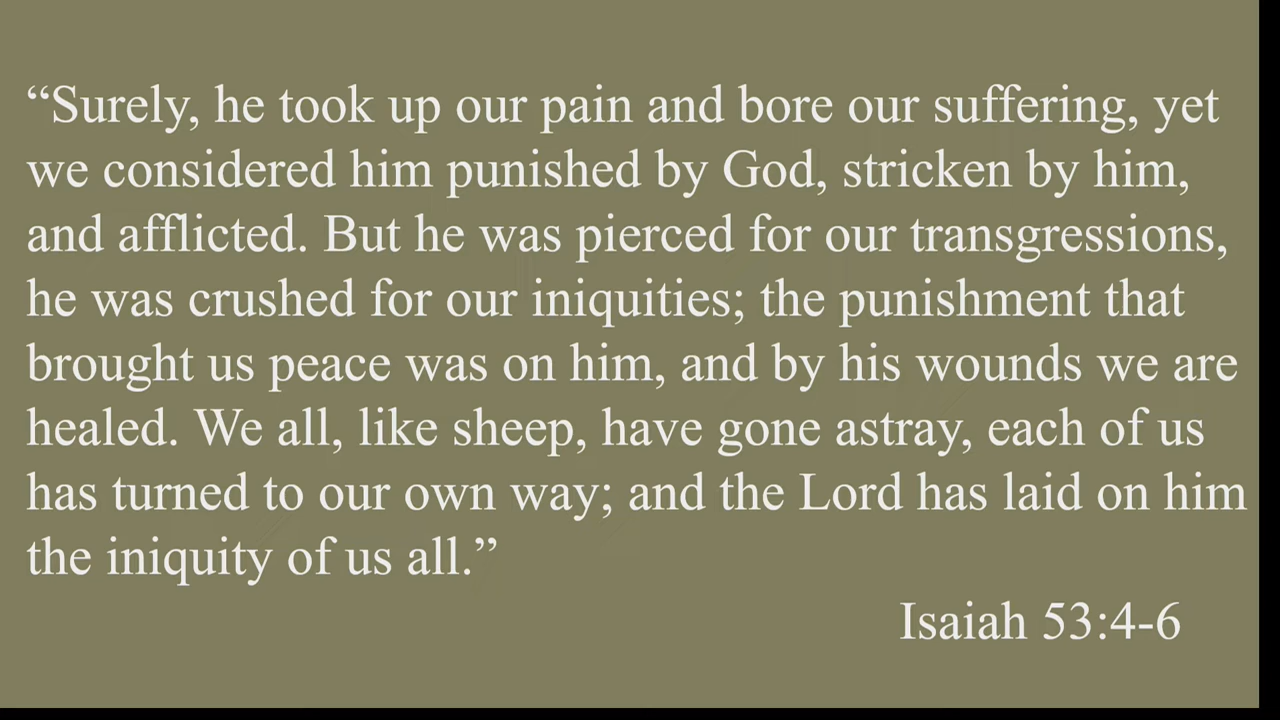 “Surely, he took up our pain and bore our suffering, yet
we considered him punished by God, stricken by him,
and afflicted. But he was pierced for our transgressions,
he was crushed for our iniquities; the punishment that
brought us peace was on him, and by his wounds we are
healed. We all, like sheep, have gone astray, each of us
has turned to our own way; and the Lord has laid on him
the iniquity of us all.”
Isaiah 53:4-6